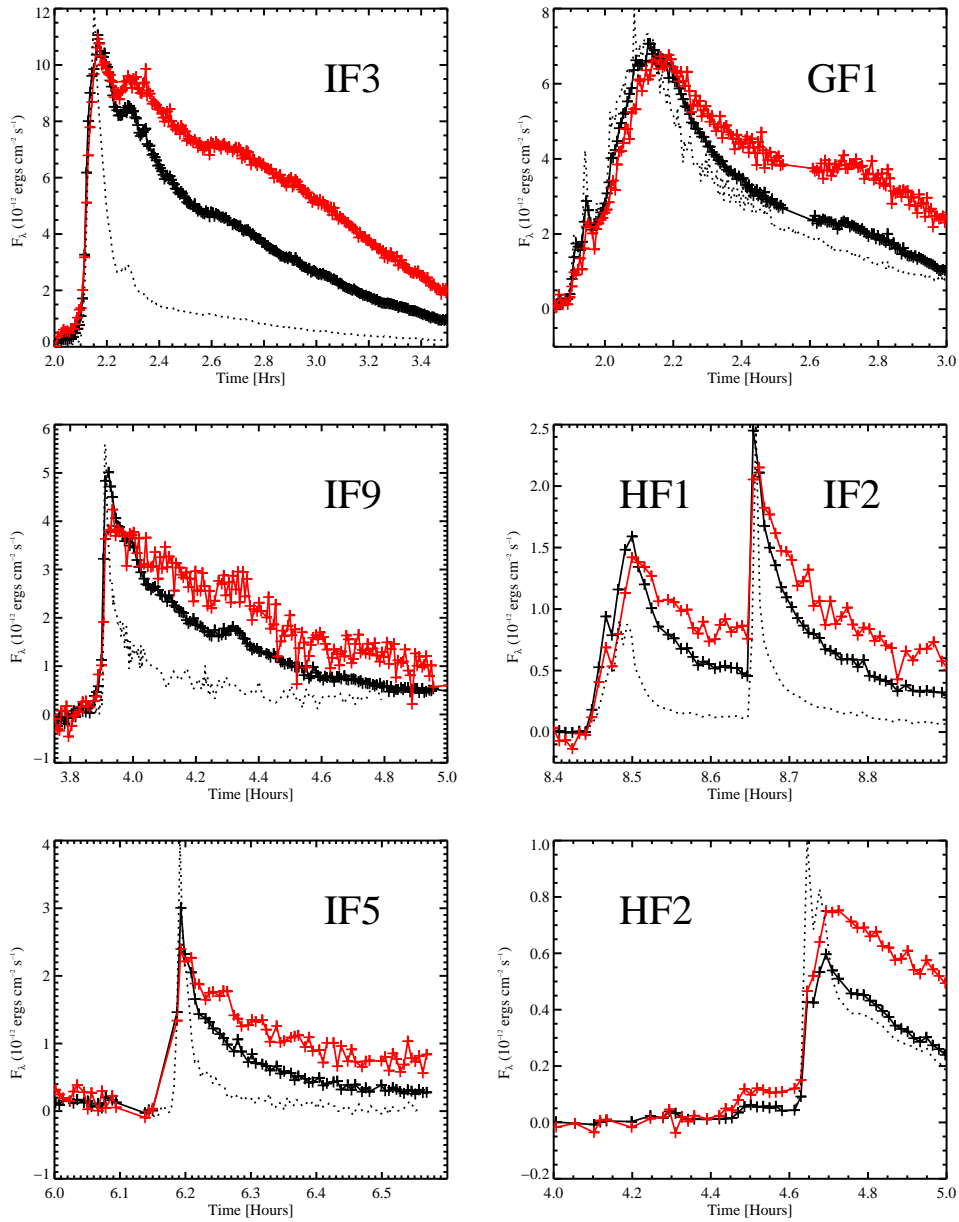 12
10
8
6
4
2
0
F_λ (10⁻¹² ergs cm⁻² s⁻¹)
IF3
2.0 2.2 2.4 2.6 2.8 3.0 3.2 3.4
Time [Hrs]
8
6
4
2
0
F_λ (10⁻¹² ergs cm⁻² s⁻¹)
GF1
2.0 2.2 2.4 2.6 2.8 3.0
Time [Hours]
6
5
4
3
2
1
0
−1
F_λ (10⁻¹² ergs cm⁻² s⁻¹)
IF9
3.8 4.0 4.2 4.4 4.6 4.8 5.0
Time [Hours]
2.5
2.0
1.5
1.0
0.5
0.0
F_λ (10⁻¹² ergs cm⁻² s⁻¹)
HF1 IF2
8.4 8.5 8.6 8.7 8.8
Time [Hours]
4
3
2
1
0
−1
F_λ (10⁻¹² ergs cm⁻² s⁻¹)
IF5
6.0 6.1 6.2 6.3 6.4 6.5
Time [Hours]
1.0
0.8
0.6
0.4
0.2
0.0
−0.2
F_λ (10⁻¹² ergs cm⁻² s⁻¹)
HF2
4.0 4.2 4.4 4.6 4.8 5.0
Time [Hours]